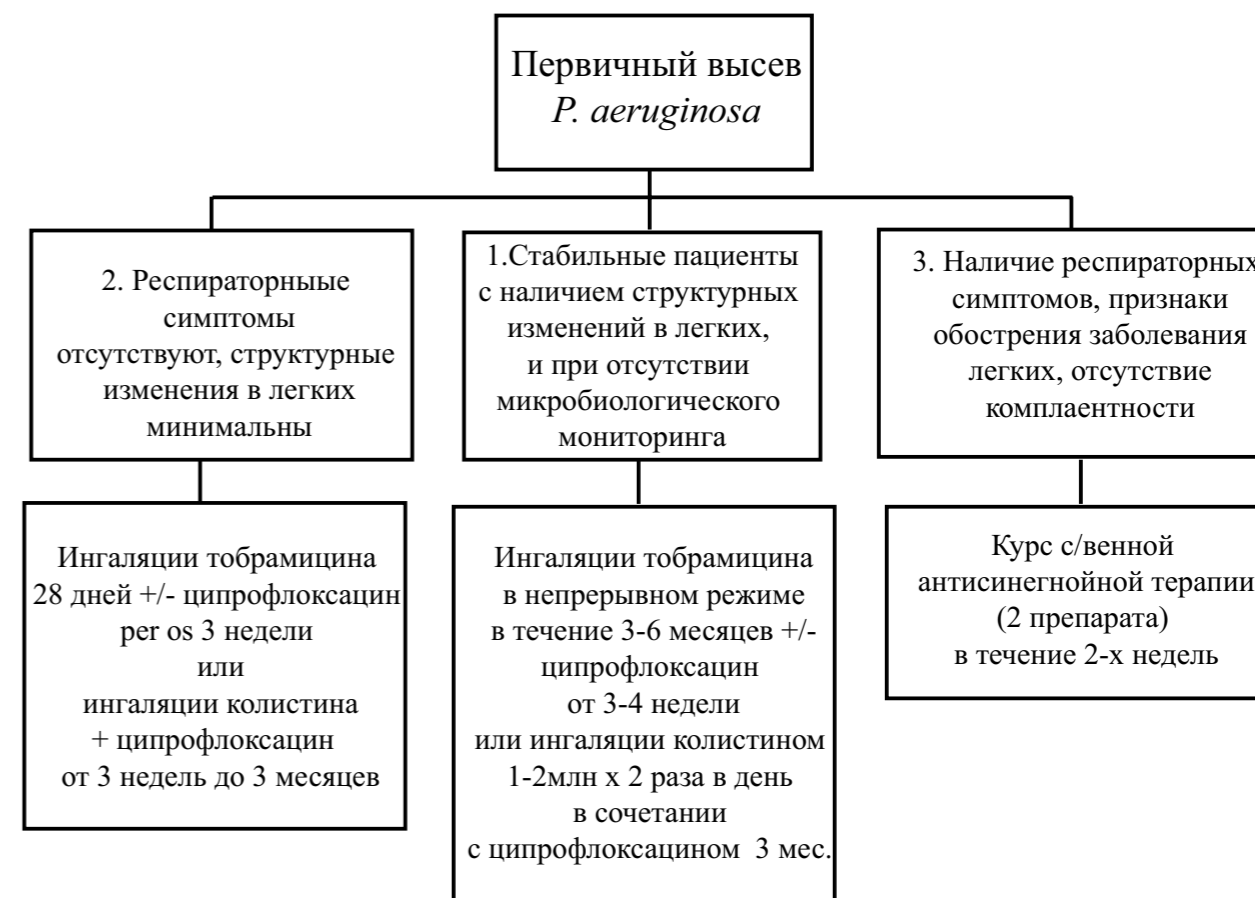 Первичный высев
P. aeruginosa
2. Респираторныые
симптомы
отсутствуют, структурные
изменения в легких
минимальны
Ингаляции тобрамицина
28 дней +/- ципрофлоксацин
per os 3 недели
или
ингаляции колистина
+ ципрофлоксацин
от 3 недель до 3 месяцев
1.Стабильные пациенты
с наличием структурных
изменений в легких,
и при отсутствии
микробиологического
мониторинга
Ингаляции тобрамицина
в непрерывном режиме
в течение 3-6 месяцев +/-
ципрофлоксацин
от 3-4 недели
или ингаляции колистином
1-2млн х 2 раза в день
в сочетании
с ципрофлоксацином 3 мес.
3. Наличие респираторных
симптомов, признаки
обострения заболевания
легких, отсутствие
комплаентности
Курс с/венной
антисинегнойной терапии
(2 препарата)
в течение 2-х недель